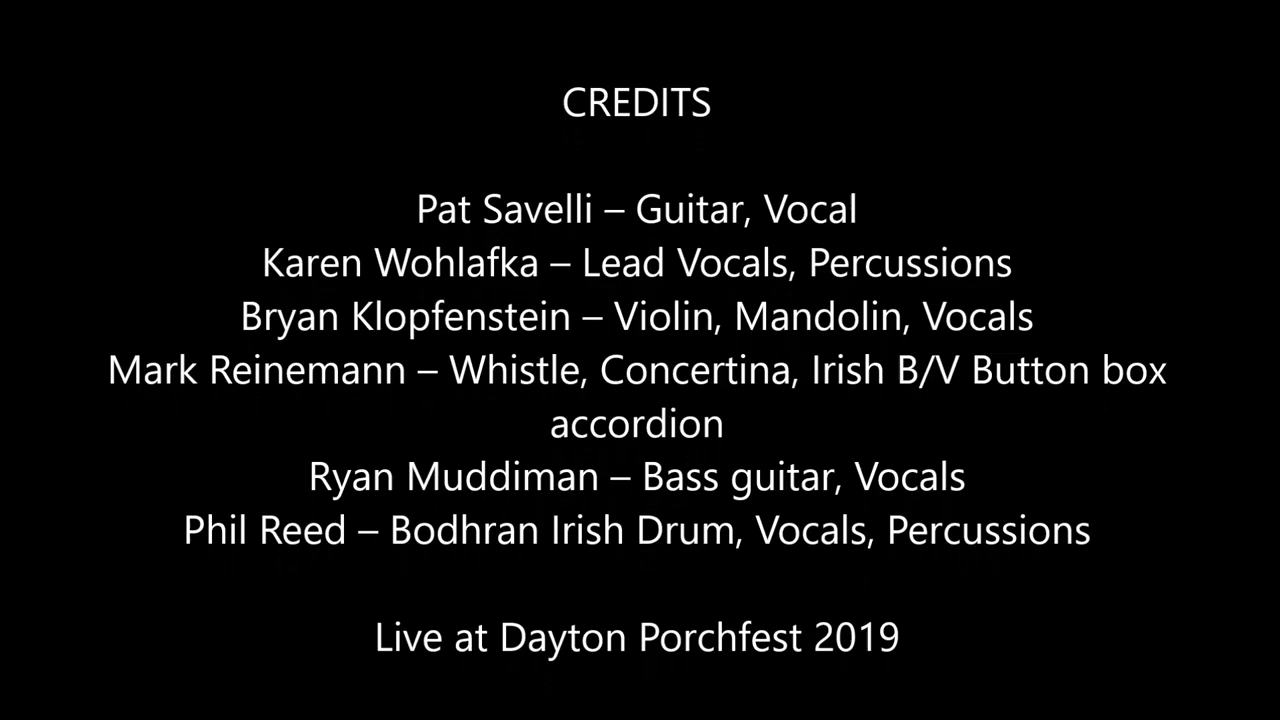 CREDITS
Pat Savelli – Guitar, Vocal
Karen Wohlafka – Lead Vocals, Percussions
Bryan Klopfenstein – Violin, Mandolin, Vocals
Mark Reinemann – Whistle, Concertina, Irish B/V Button box
accordion
Ryan Muddiman – Bass guitar, Vocals
Phil Reed – Bodhran Irish Drum, Vocals, Percussions
Live at Dayton Porchfest 2019